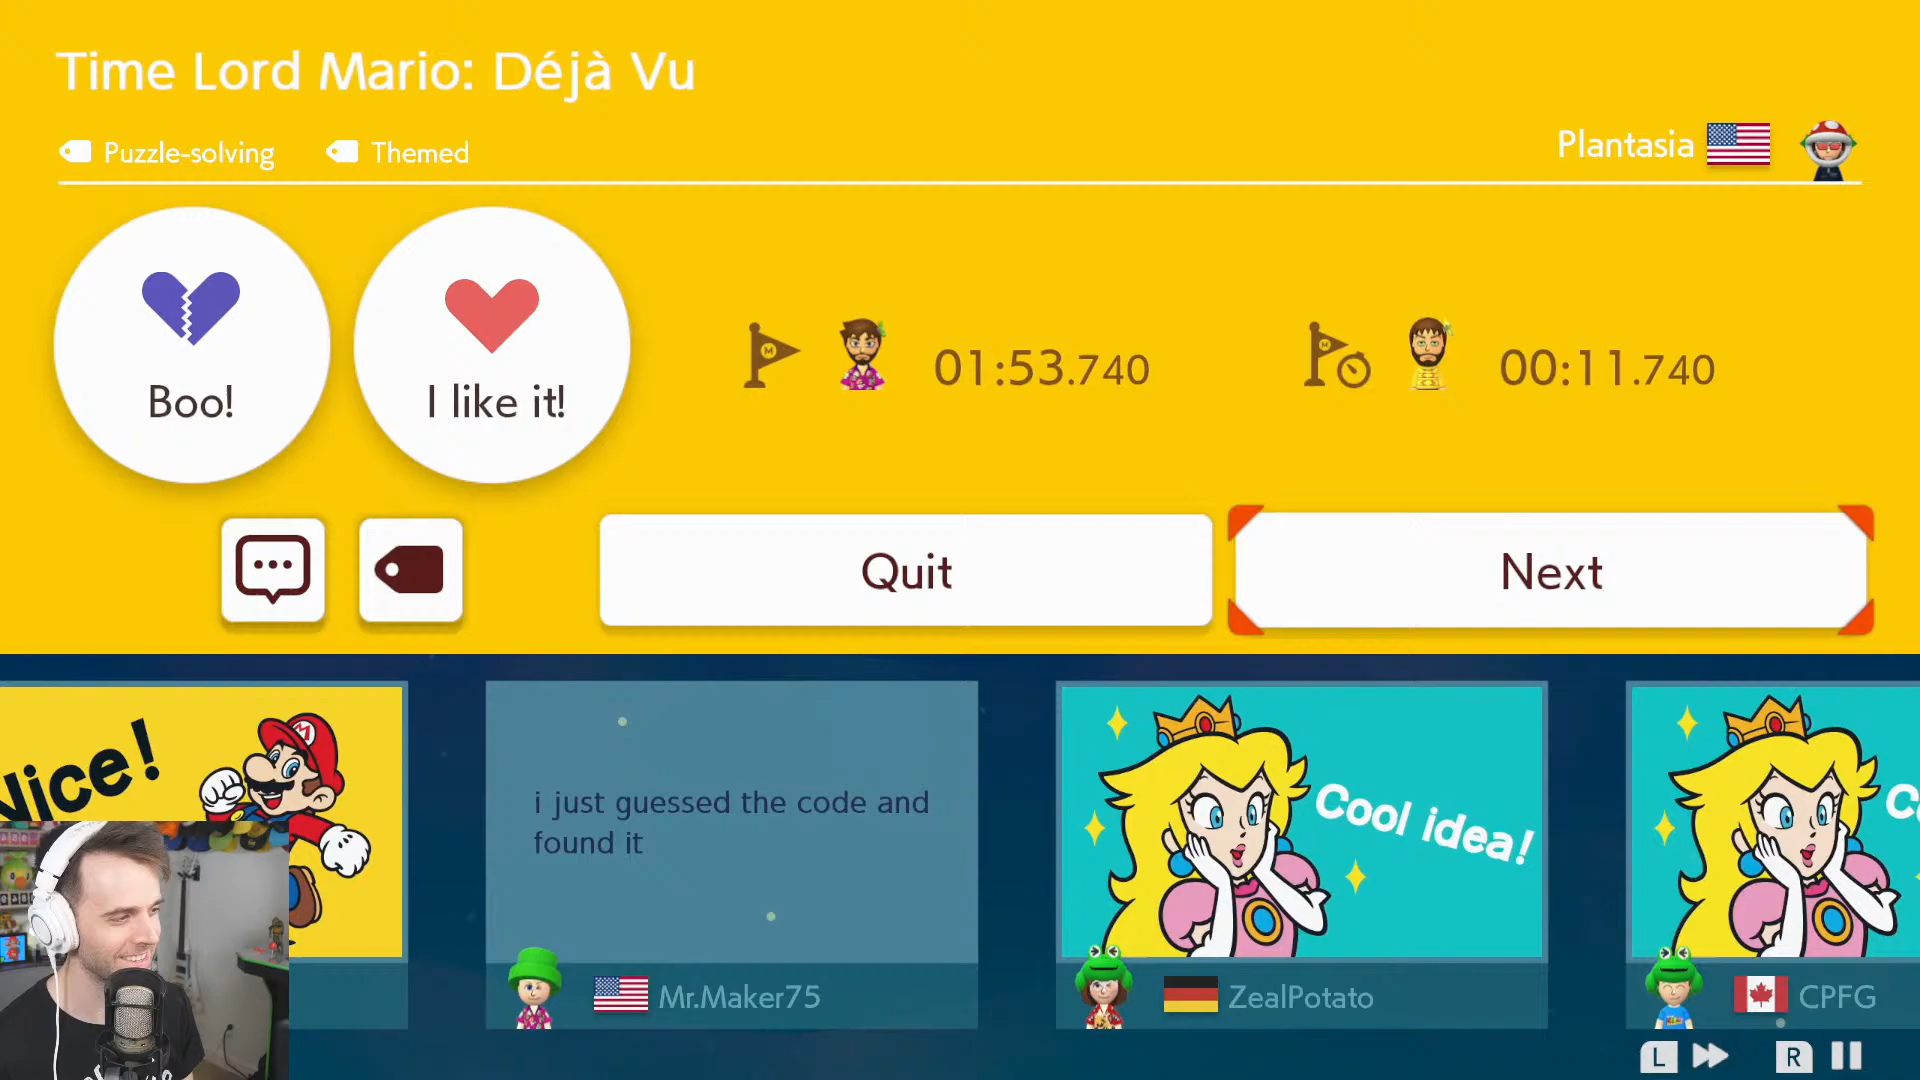 Time Lord Mario: Déjà Vu
Puzzle-solving Themed
Plantasia
Boo!
I like it!
M
01:53.740
M
00:11.740
Quit
Next
Nice!
M
i just guessed the code and
found it
Cool idea!
Mr.Maker75
ZealPotato
CPFG
L
R